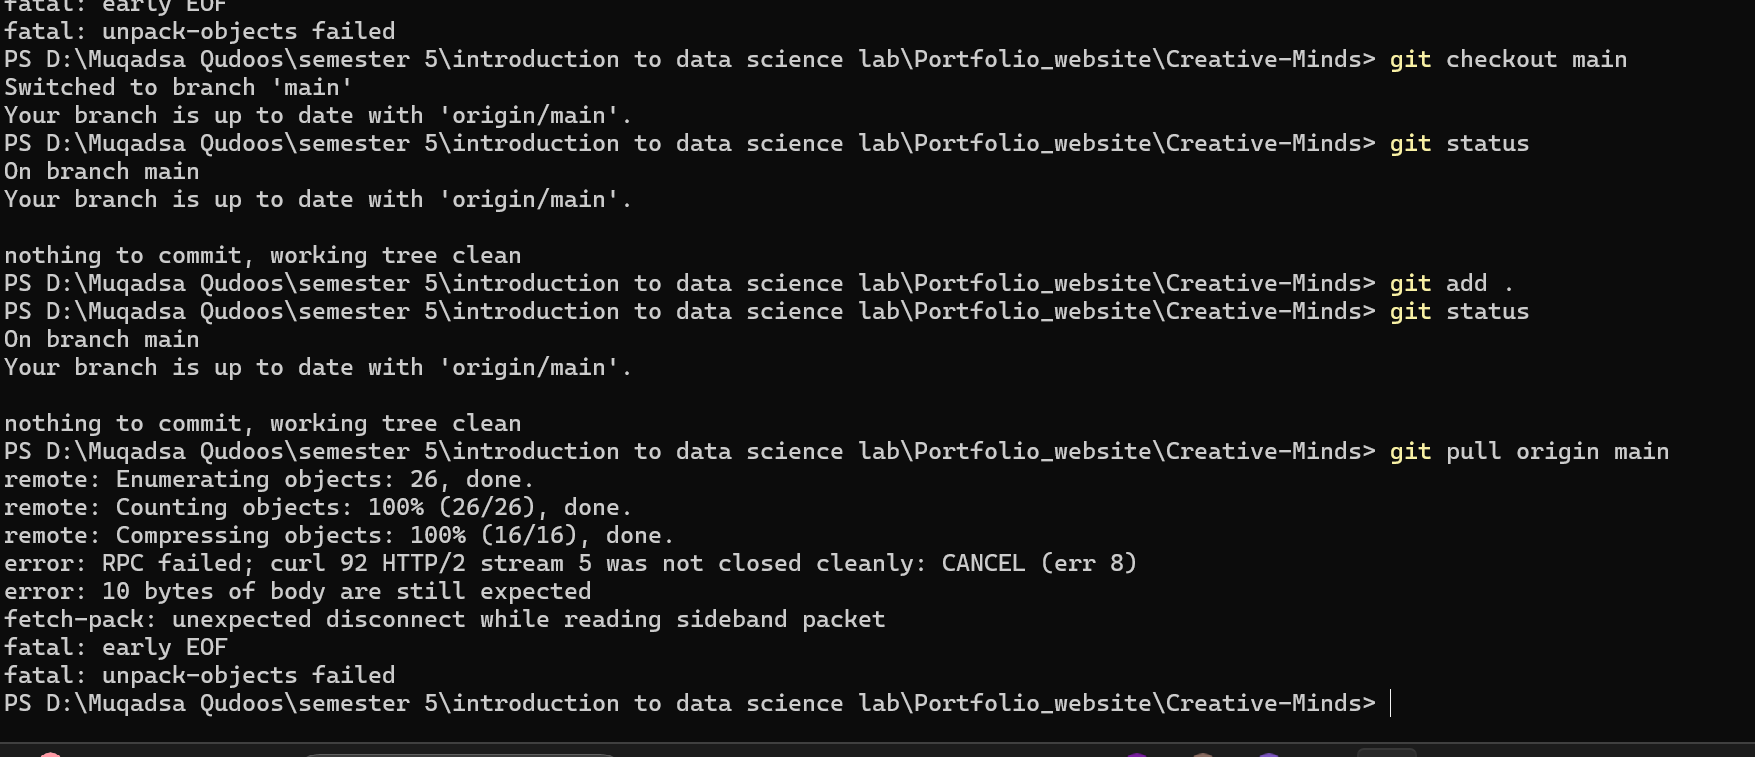 fatal: early EOF
fatal: unpack-objects failed
PS D:\Muqadsa Qudoos\semester 5\introduction to data science lab\Portfolio_website\Creative-Minds> git checkout main
Switched to branch 'main'
Your branch is up to date with 'origin/main'.
PS D:\Muqadsa Qudoos\semester 5\introduction to data science lab\Portfolio_website\Creative-Minds> git status
On branch main
Your branch is up to date with 'origin/main'.

nothing to commit, working tree clean
PS D:\Muqadsa Qudoos\semester 5\introduction to data science lab\Portfolio_website\Creative-Minds> git add .
PS D:\Muqadsa Qudoos\semester 5\introduction to data science lab\Portfolio_website\Creative-Minds> git status
On branch main
Your branch is up to date with 'origin/main'.

nothing to commit, working tree clean
PS D:\Muqadsa Qudoos\semester 5\introduction to data science lab\Portfolio_website\Creative-Minds> git pull origin main
remote: Enumerating objects: 26, done.
remote: Counting objects: 100% (26/26), done.
remote: Compressing objects: 100% (16/16), done.
error: RPC failed; curl 92 HTTP/2 stream 5 was not closed cleanly: CANCEL (err 8)
error: 10 bytes of body are still expected
fetch-pack: unexpected disconnect while reading sideband packet
fatal: early EOF
fatal: unpack-objects failed
PS D:\Muqadsa Qudoos\semester 5\introduction to data science lab\Portfolio_website\Creative-Minds>